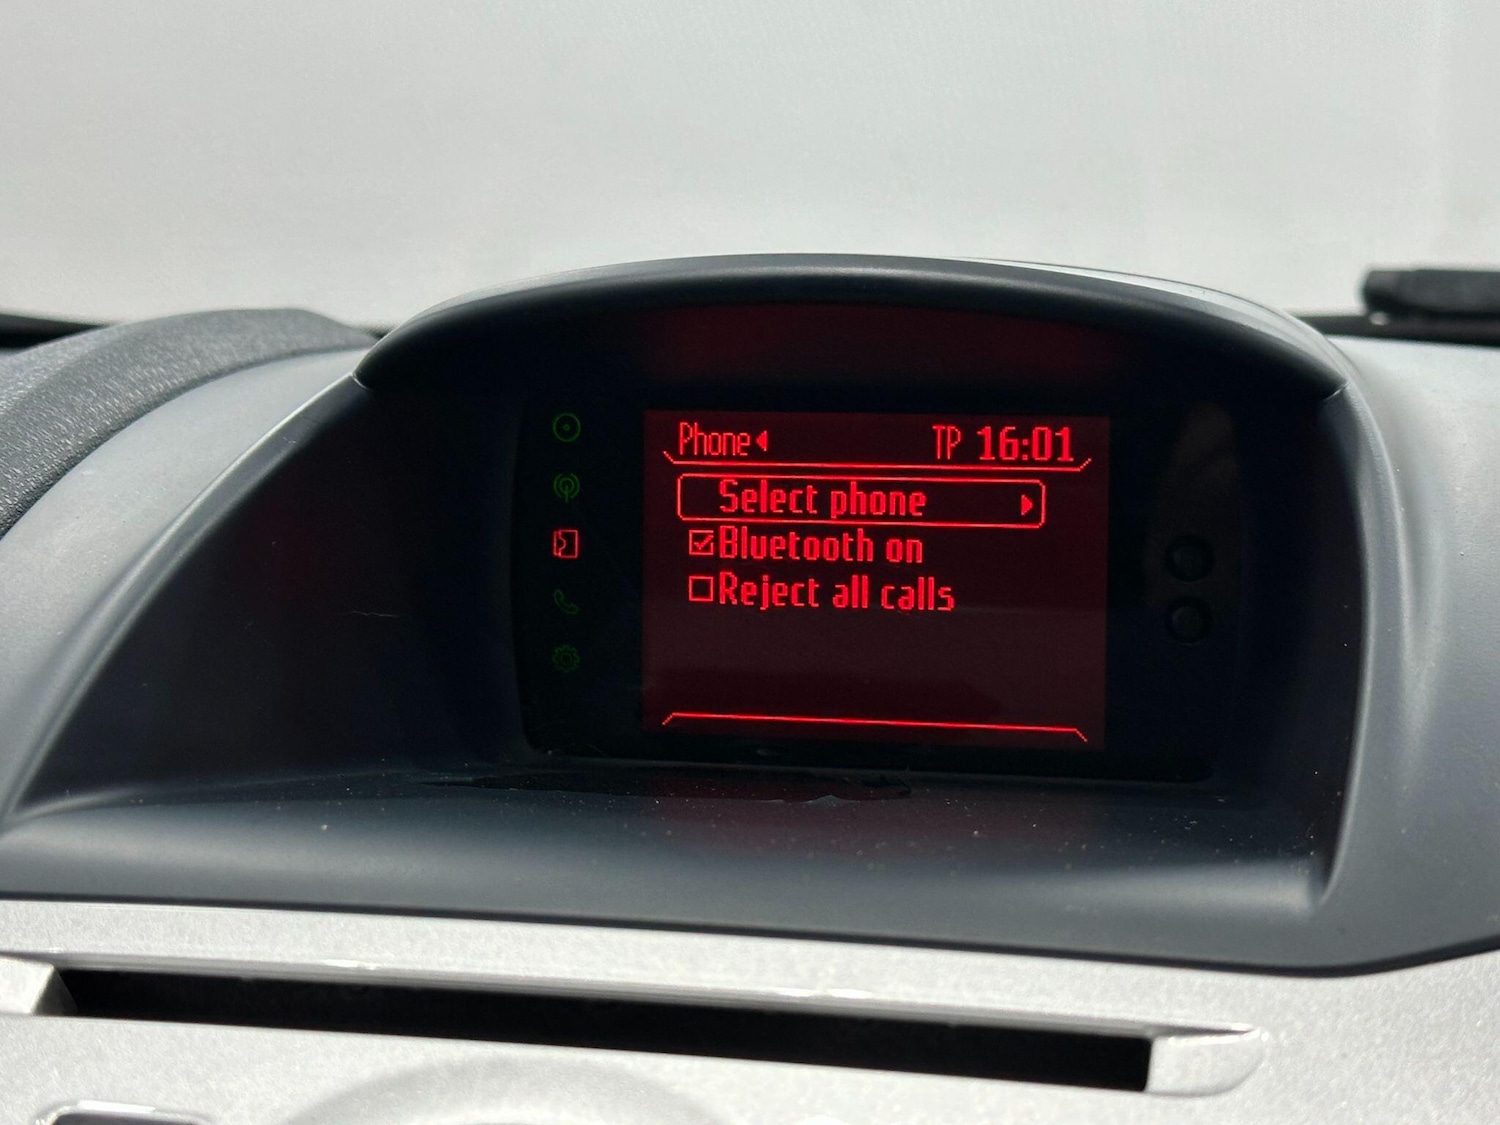 Phone TP 16:01
Select phone
Bluetooth on
Reject all calls